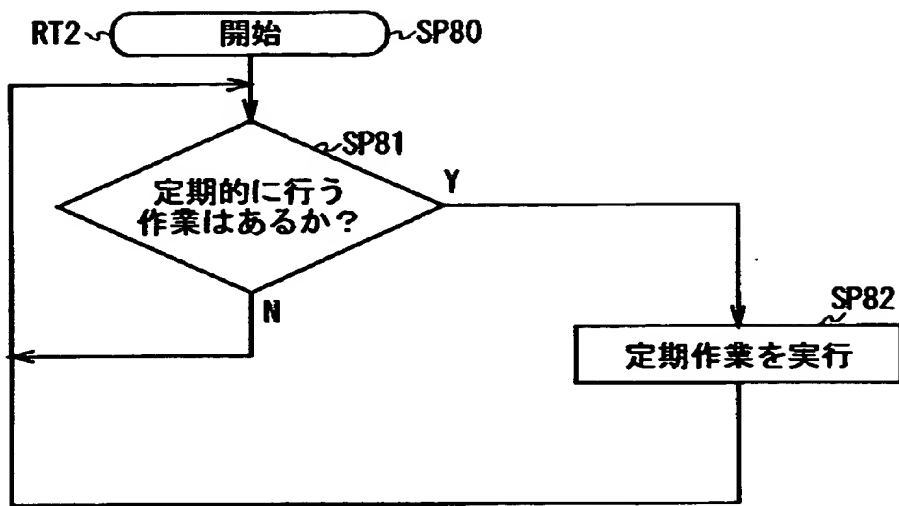 RT2
開始
SP80
SP81
定期的に行う
作業はあるか?
Y
N
SP82
定期作業を実行